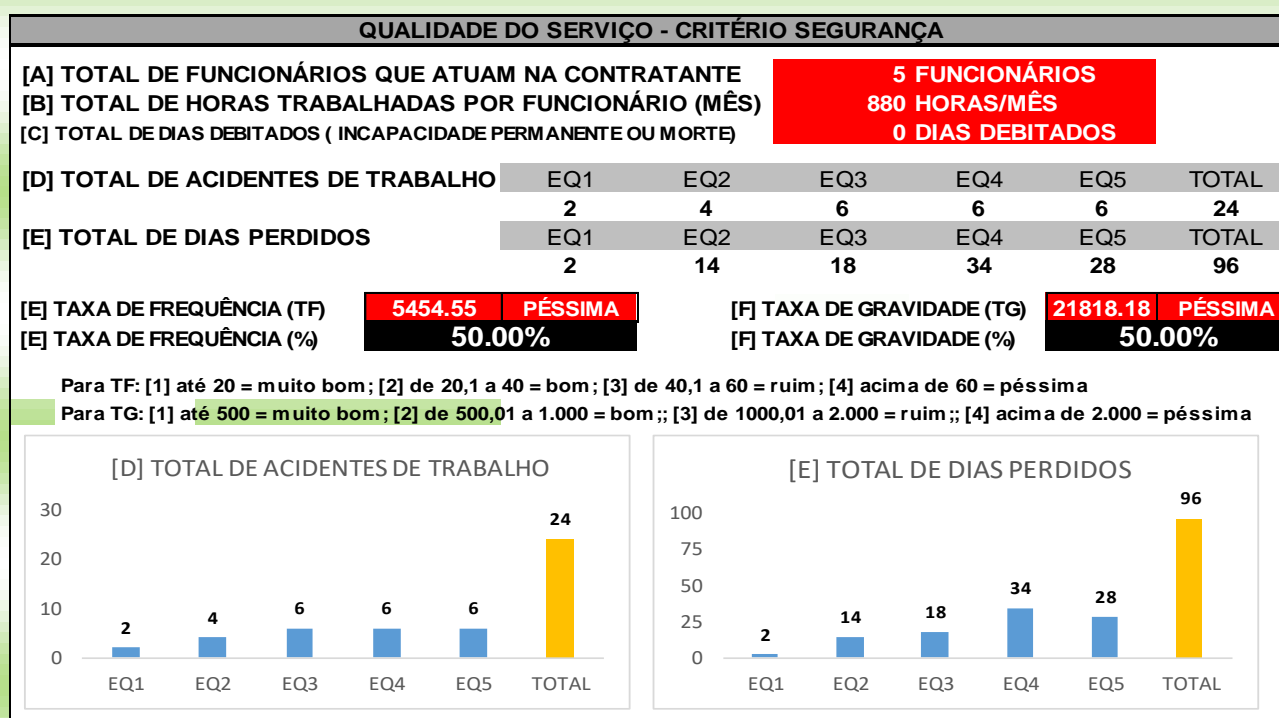 QUALIDADE DO SERVIÇO - CRITÉRIO SEGURANÇA
[A] TOTAL DE FUNCIONÁRIOS QUE ATUAM NA CONTRATANTE 5 FUNCIONÁRIOS
[B] TOTAL DE HORAS TRABALHADAS POR FUNCIONÁRIO (MÊS) 880 HORAS/MÊS
[C] TOTAL DE DIAS DEBITADOS ( INCAPACIDADE PERMANENTE OU MORTE) 0 DIAS DEBITADOS
[D] TOTAL DE ACIDENTES DE TRABALHO EQ1 EQ2 EQ3 EQ4 EQ5 TOTAL
2 4 6 6 6 24
[E] TOTAL DE DIAS PERDIDOS EQ1 EQ2 EQ3 EQ4 EQ5 TOTAL
2 14 18 34 28 96
[E] TAXA DE FREQUÊNCIA (TF) 5454.55 PÉSSIMA [F] TAXA DE GRAVIDADE (TG) 21818.18 PÉSSIMA
[E] TAXA DE FREQUÊNCIA (%) 50.00% [F] TAXA DE GRAVIDADE (%) 50.00%
Para TF: [1] até 20 = muito bom; [2] de 20,1 a 40 = bom; [3] de 40,1 a 60 = ruim; [4] acima de 60 = péssima
Para TG: [1] até 500 = muito bom; [2] de 500,01 a 1.000 = bom;; [3] de 1000,01 a 2.000 = ruim;; [4] acima de 2.000 = péssima
[D] TOTAL DE ACIDENTES DE TRABALHO
30
20
10
0
2 4 6 6 6 24
EQ1 EQ2 EQ3 EQ4 EQ5 TOTAL
[E] TOTAL DE DIAS PERDIDOS
100
75
50
25
0
2 14 18 34 28 96
EQ1 EQ2 EQ3 EQ4 EQ5 TOTAL